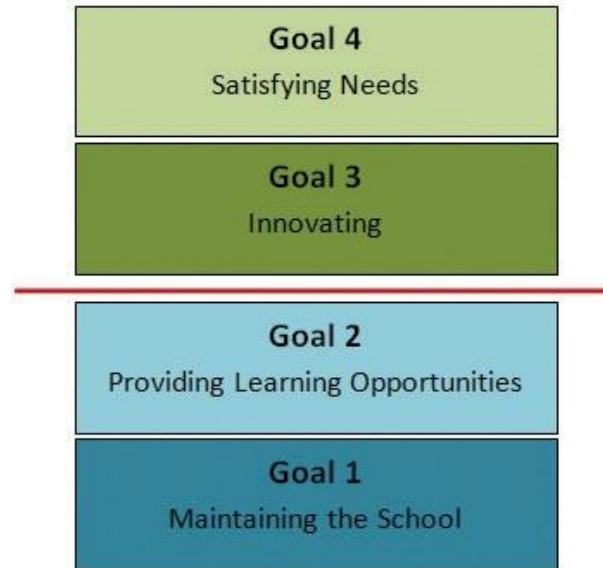 Goal 4
Satisfying Needs
Goal 3
Innovating
Goal 2
Providing Learning Opportunities
Goal 1
Maintaining the School